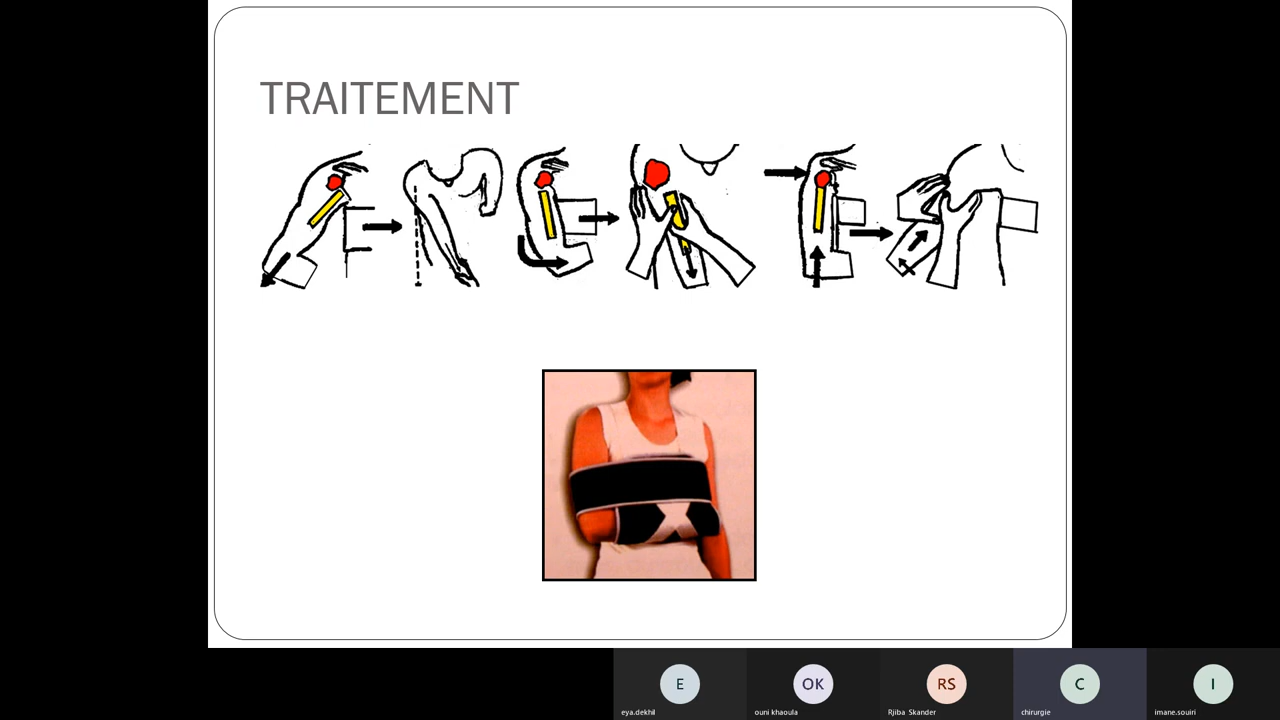 TRAITEMENT
E
OK
RS
C
I
eya.dekhil
ouni khaoula
Rjiba Skander
chirurgie
imane.souiri